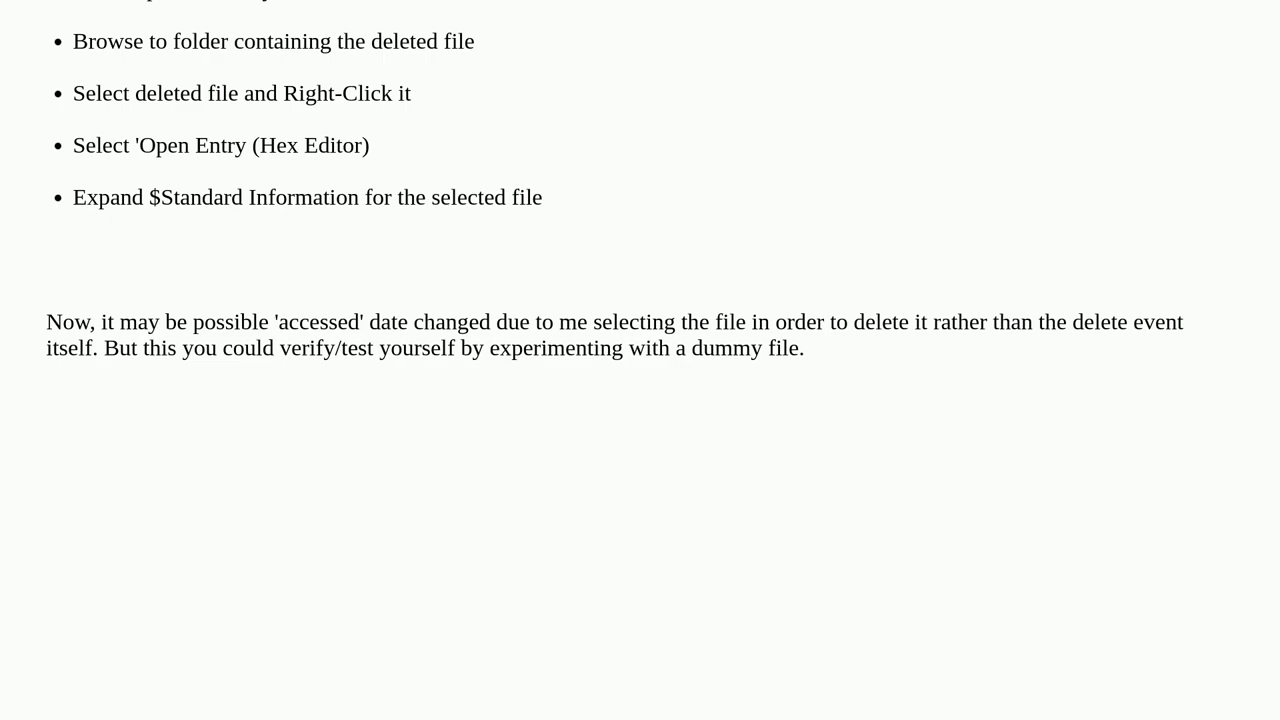 Browse to folder containing the deleted file
Select deleted file and Right-Click it
Select 'Open Entry (Hex Editor)
Expand $Standard Information for the selected file
Now, it may be possible 'accessed' date changed due to me selecting the file in order to delete it rather than the delete event
itself. But this you could verify/test yourself by experimenting with a dummy file.